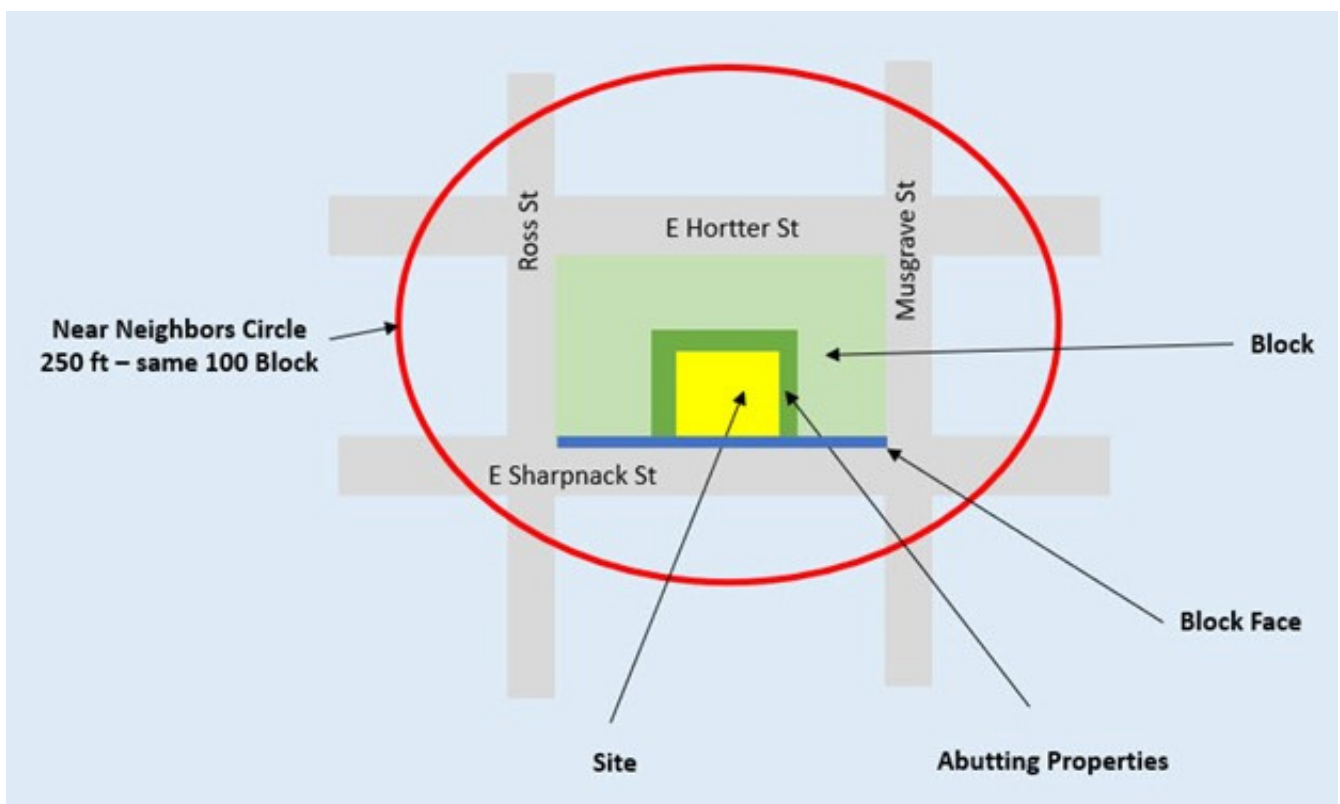 Ross St
E Hortter St
Musgrave St
Near Neighbors Circle
250 ft – same 100 Block
Block
E Sharpnack St
Block Face
Site
Abutting Properties